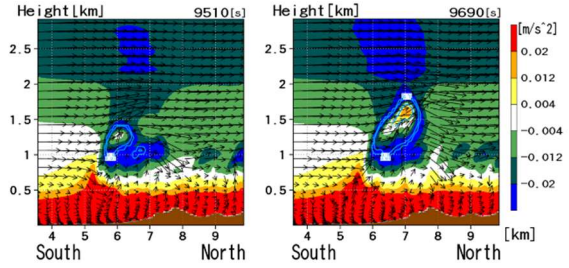 Height[km] 9510[s]
2.5
2
1.5
1
0.5
4 5 6 7 8 9
South North
Height[km] 9690[s]
2.5
2
1.5
1
0.5
4 5 6 7 8 9
South North
[m/s^2]
0.02
0.012
0.004
-0.004
-0.012
-0.02
[km]